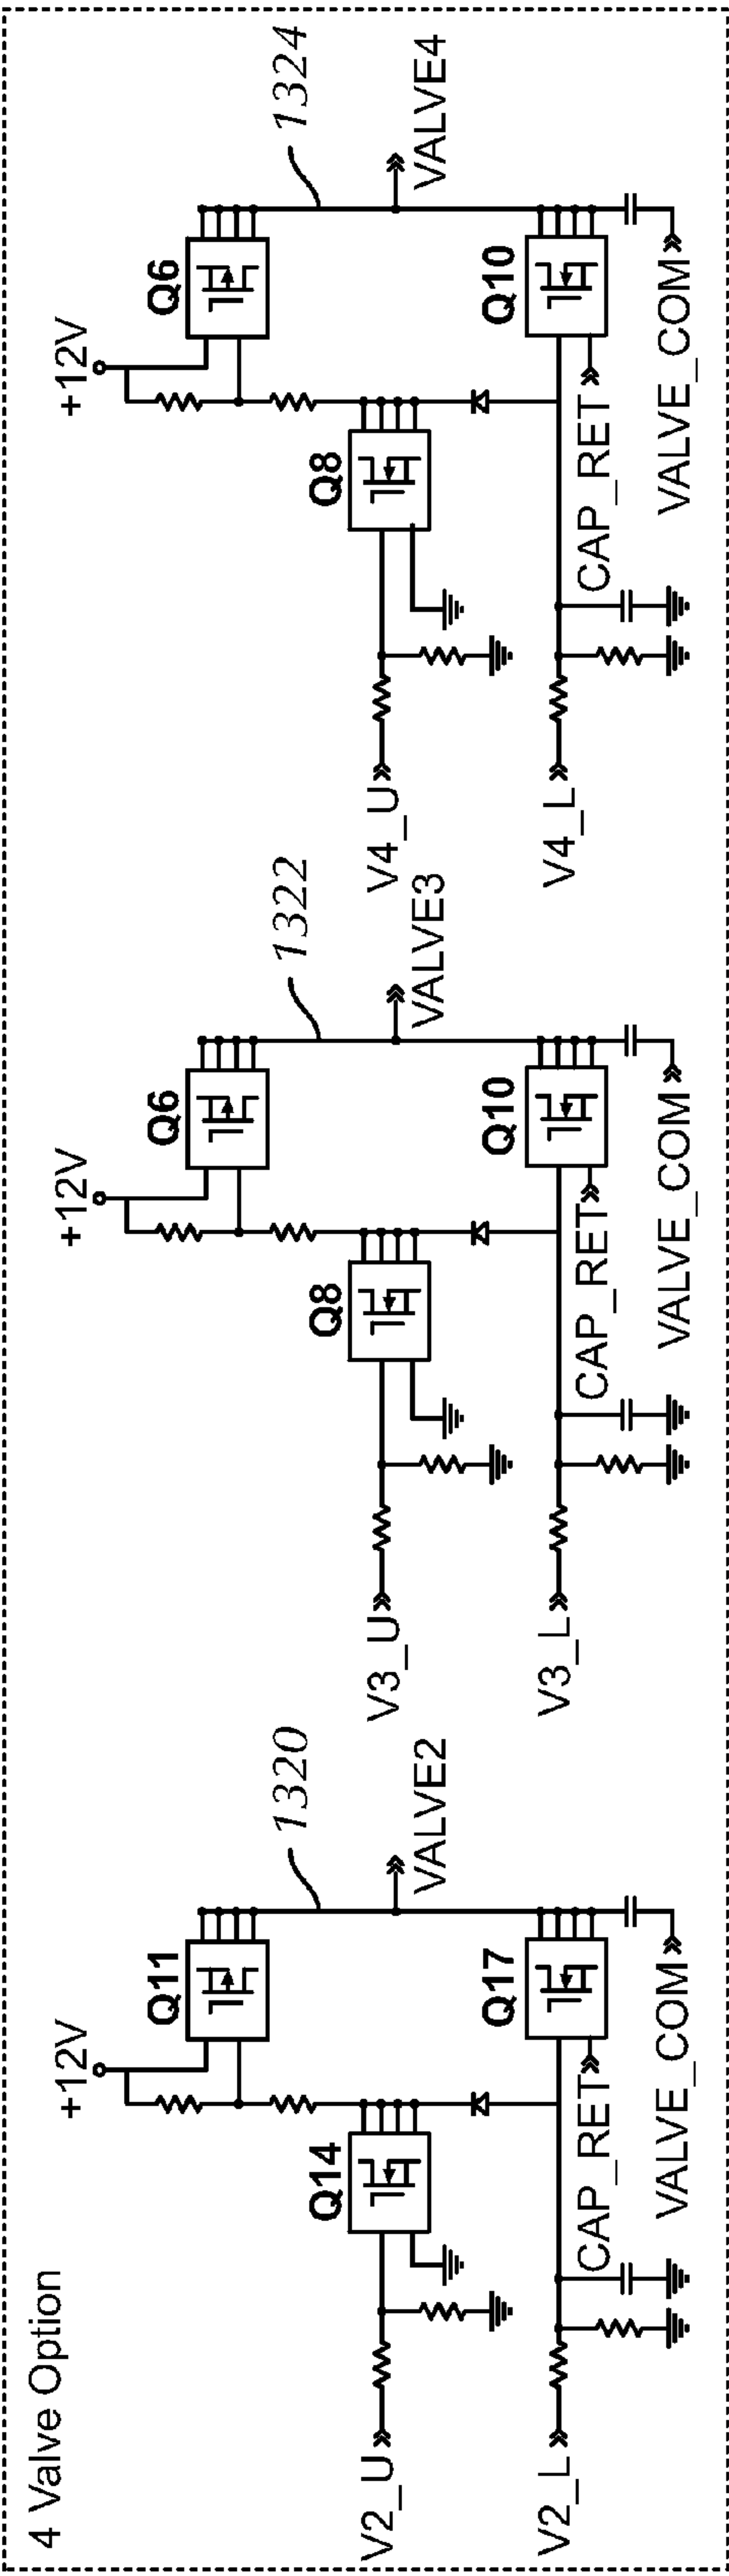 4 Valve Option
+12V
Q11
1320
Q14
VALVE2
V2_U
Q17
V2_L
CAP_RET
VALVE_COM
+12V
Q6
1322
Q8
VALVE3
V3_U
Q10
V3_L
CAP_RET
VALVE_COM
+12V
Q6
1324
Q8
VALVE4
V4_U
Q10
V4_L
CAP_RET
VALVE_COM